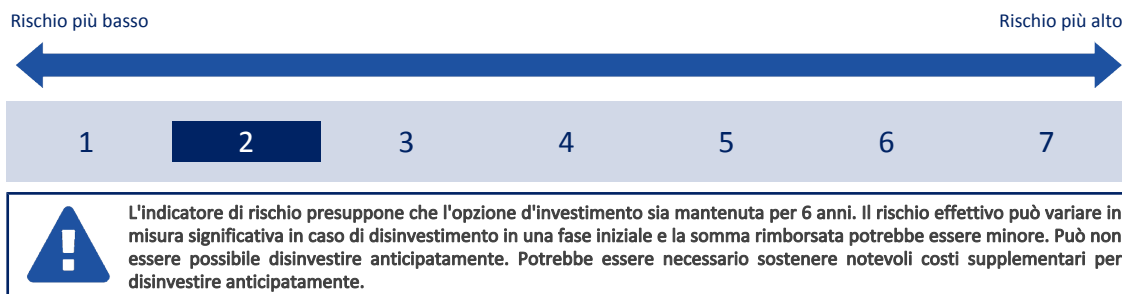 Rischio più basso Rischio più alto
1 2 3 4 5 6 7
L'indicatore di rischio presuppone che l'opzione d'investimento sia mantenuta per 6 anni. Il rischio effettivo può variare in
misura significativa in caso di disinvestimento in una fase iniziale e la somma rimborsata potrebbe essere minore. Può non
essere possibile disinvestire anticipatamente. Potrebbe essere necessario sostenere notevoli costi supplementari per
disinvestire anticipatamente.